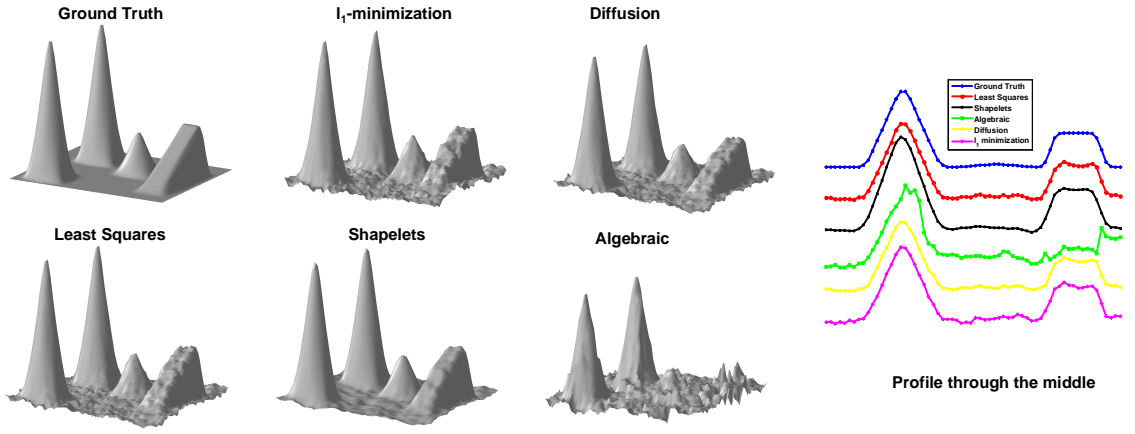 Ground Truth
l1-minimization
Diffusion
Least Squares
Shapelets
Algebraic
Ground Truth
Least Squares
Shapelets
Algebraic
Diffusion
l1 minimization
Profile through the middle